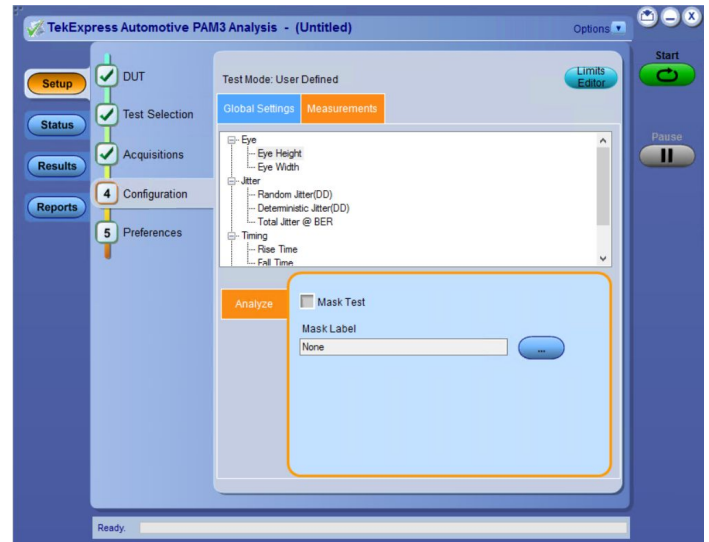 TekExpress Automotive PAM3 Analysis - (Untitled)
Options
Setup
Status
Results
Reports
DUT
Test Selection
Acquisitions
4 Configuration
5 Preferences
Test Mode: User Defined
Limits
Editor
Global Settings
Measurements
Eye
Eye Height
Eye Width
Jitter
Random Jitter(DD)
Deterministic Jitter(DD)
Total Jitter @ BER
Timing
Rise Time
Fall Time
Analyze
Mask Test
Mask Label
None
...
Start
Pause
Ready.